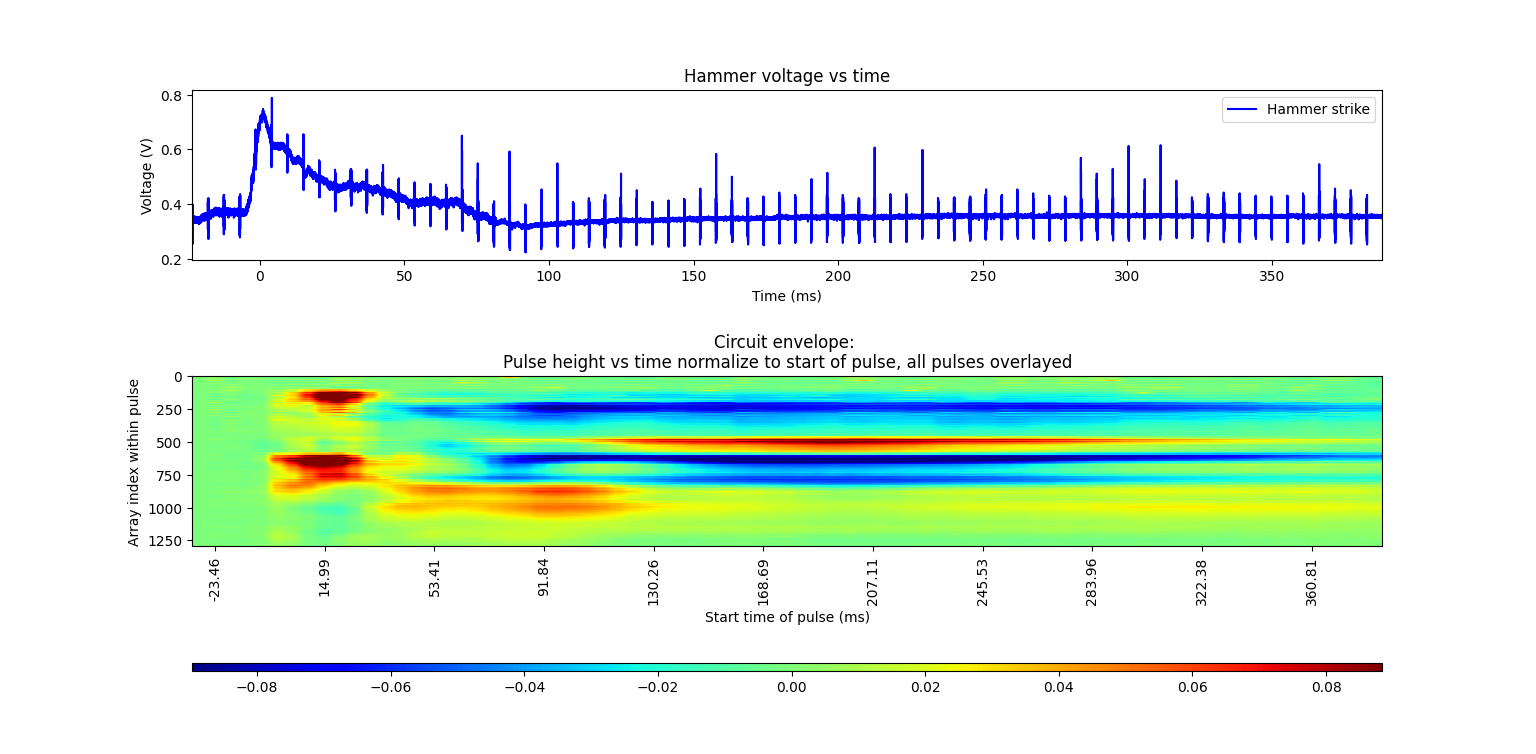 Hammer voltage vs time
Hammer strike
Voltage (V)
0.8
0.6
0.4
0.2
0 50 100 150 200 250 300 350
Time (ms)
Circuit envelope:
Pulse height vs time normalize to start of pulse, all pulses overlayed
Array index within pulse
0
250
500
750
1000
1250
-23.46 14.99 53.41 91.84 130.26 168.69 207.11 245.53 283.96 322.38 360.81
Start time of pulse (ms)
−0.08 −0.06 −0.04 −0.02 0.00 0.02 0.04 0.06 0.08